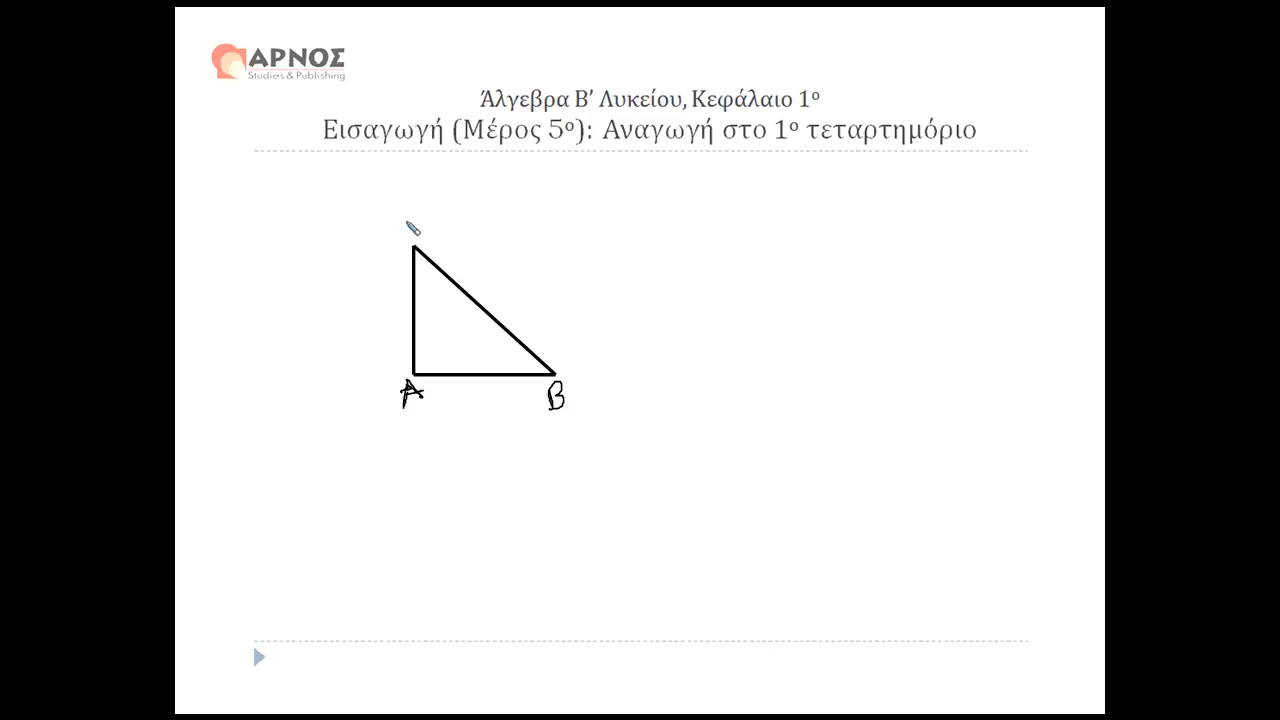 ΑΡΝΟΣ
Studies & Publishing
Άλγεβρα Β’ Λυκείου, Κεφάλαιο 1ο
Εισαγωγή (Μέρος 5ο): Αναγωγή στο 1ο τεταρτημόριο
A B